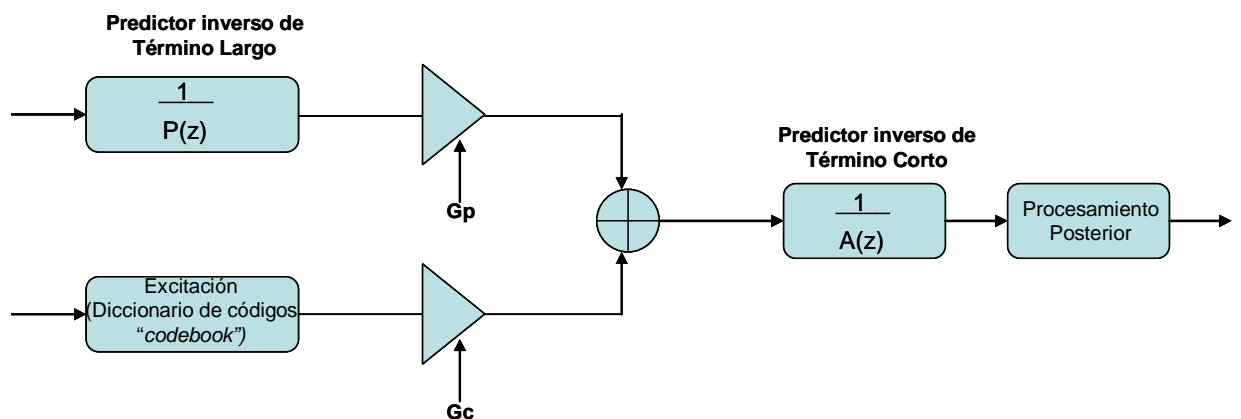 Predictor inverso de
Término Largo
1
P(z)
Gp
Predictor inverso de
Término Corto
1
A(z)
Procesamiento
Posterior
Excitación
(Diccionario de códigos
“codebook”)
Gc